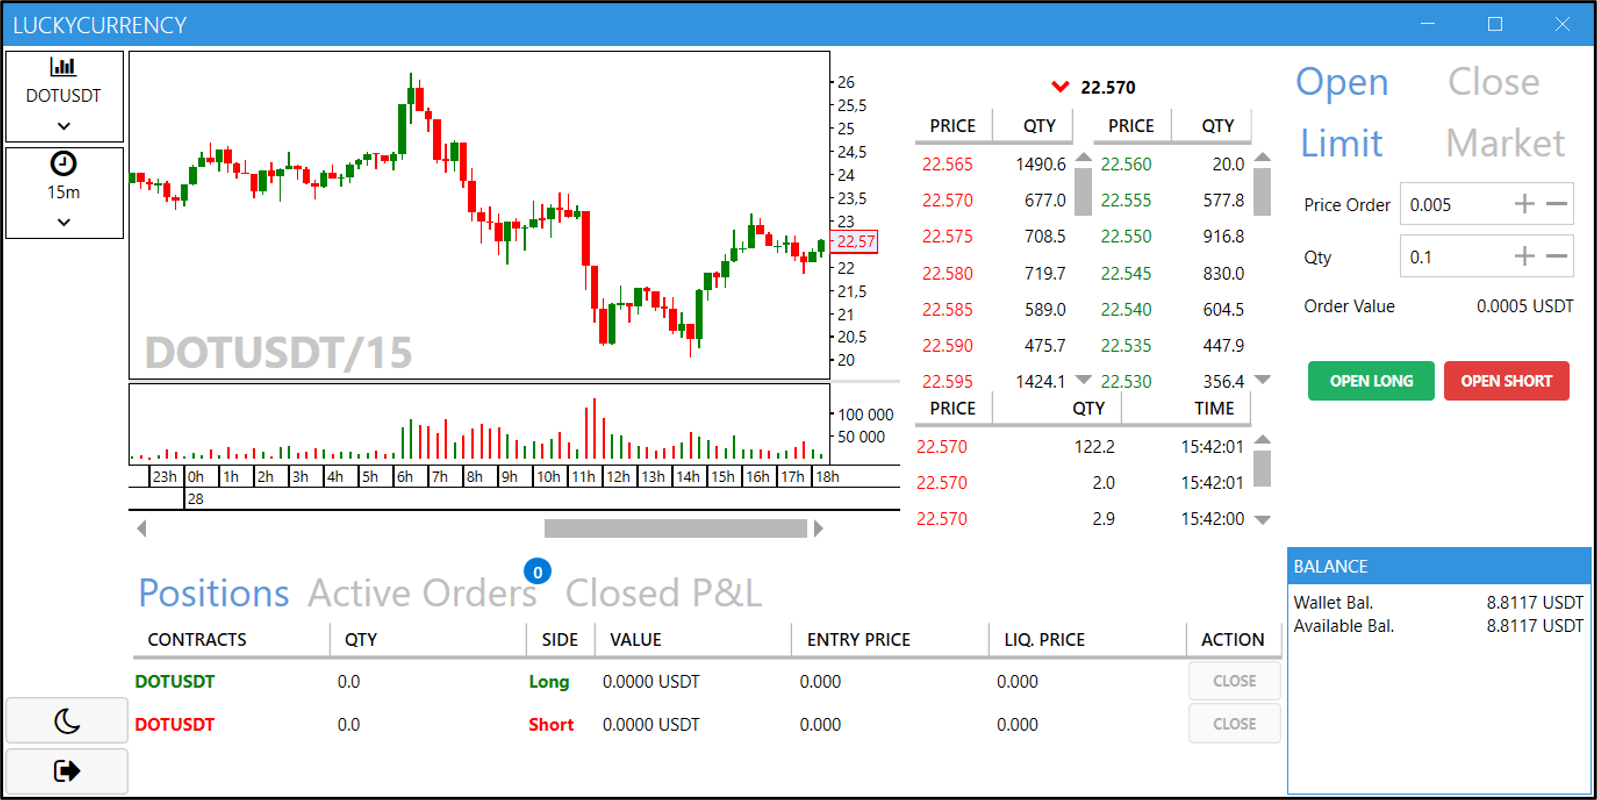 LUCKYCURRENCY
DOTUSDT
15m
DOTUSDT/15
26
25,5
25
24,5
24
23,5
23
22,57
22
21,5
21
20,5
20
100 000
50 000
23h 0h 1h 2h 3h 4h 5h 6h 7h 8h 9h 10h 11h 12h 13h 14h 15h 16h 17h 18h
28
22.570
PRICE QTY PRICE QTY
22.565 1490.6 22.560 20.0
22.570 677.0 22.555 577.8
22.575 708.5 22.550 916.8
22.580 719.7 22.545 830.0
22.585 589.0 22.540 604.5
22.590 475.7 22.535 447.9
22.595 1424.1 22.530 356.4
PRICE QTY TIME
22.570 122.2 15:42:01
22.570 2.0 15:42:01
22.570 2.9 15:42:00
Open Close
Limit Market
Price Order 0.005
Qty 0.1
Order Value 0.0005 USDT
OPEN LONG OPEN SHORT
Positions Active Orders 0 Closed P&L
CONTRACTS QTY SIDE VALUE ENTRY PRICE LIQ. PRICE ACTION
DOTUSDT 0.0 Long 0.0000 USDT 0.000 0.000 CLOSE
DOTUSDT 0.0 Short 0.0000 USDT 0.000 0.000 CLOSE
BALANCE
Wallet Bal. 8.8117 USDT
Available Bal. 8.8117 USDT